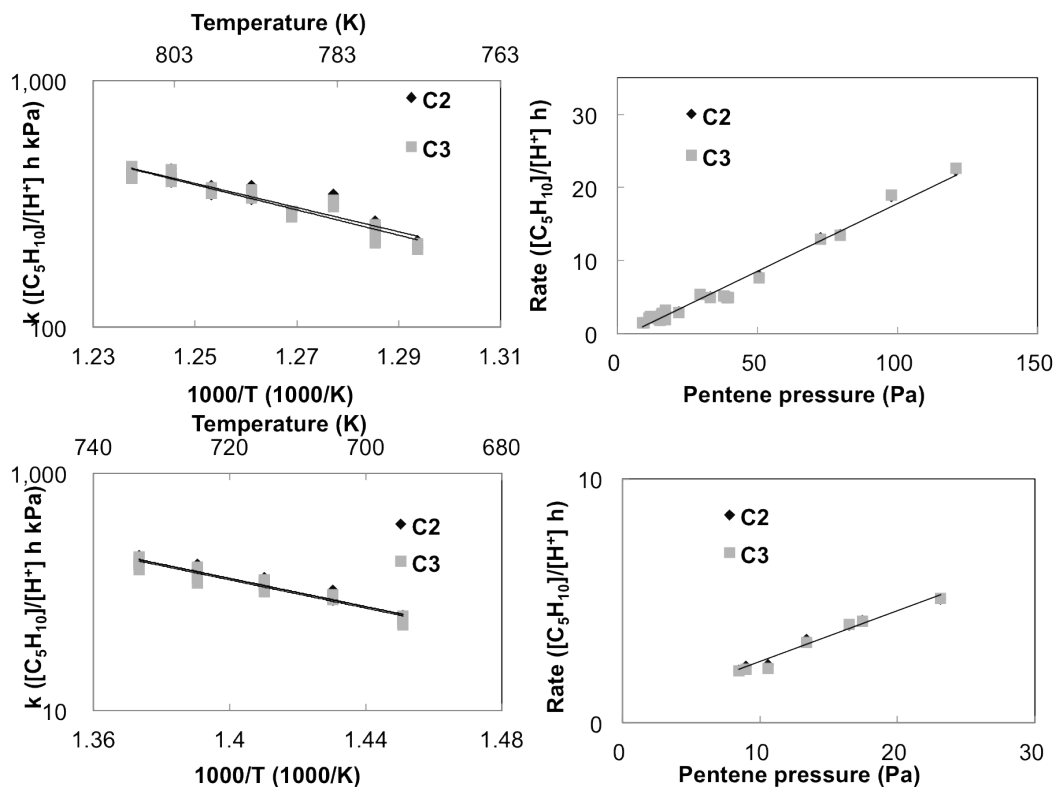 Temperature (K)
803 783 763
1,000
C2
C3
k ([C₅H₁₀]/[H⁺] h kPa)
100
1.23 1.25 1.27 1.29 1.31
1000/T (1000/K)
30
C2
C3
20
10
0
Rate ([C₅H₁₀]/[H⁺] h)
0 50 100 150
Pentene pressure (Pa)
Temperature (K)
740 720 700 680
1,000
C2
C3
k ([C₅H₁₀]/[H⁺] h kPa)
10
1.36 1.4 1.44 1.48
1000/T (1000/K)
10
C2
C3
5
0
Rate ([C₅H₁₀]/[H⁺] h)
0 10 20 30
Pentene pressure (Pa)